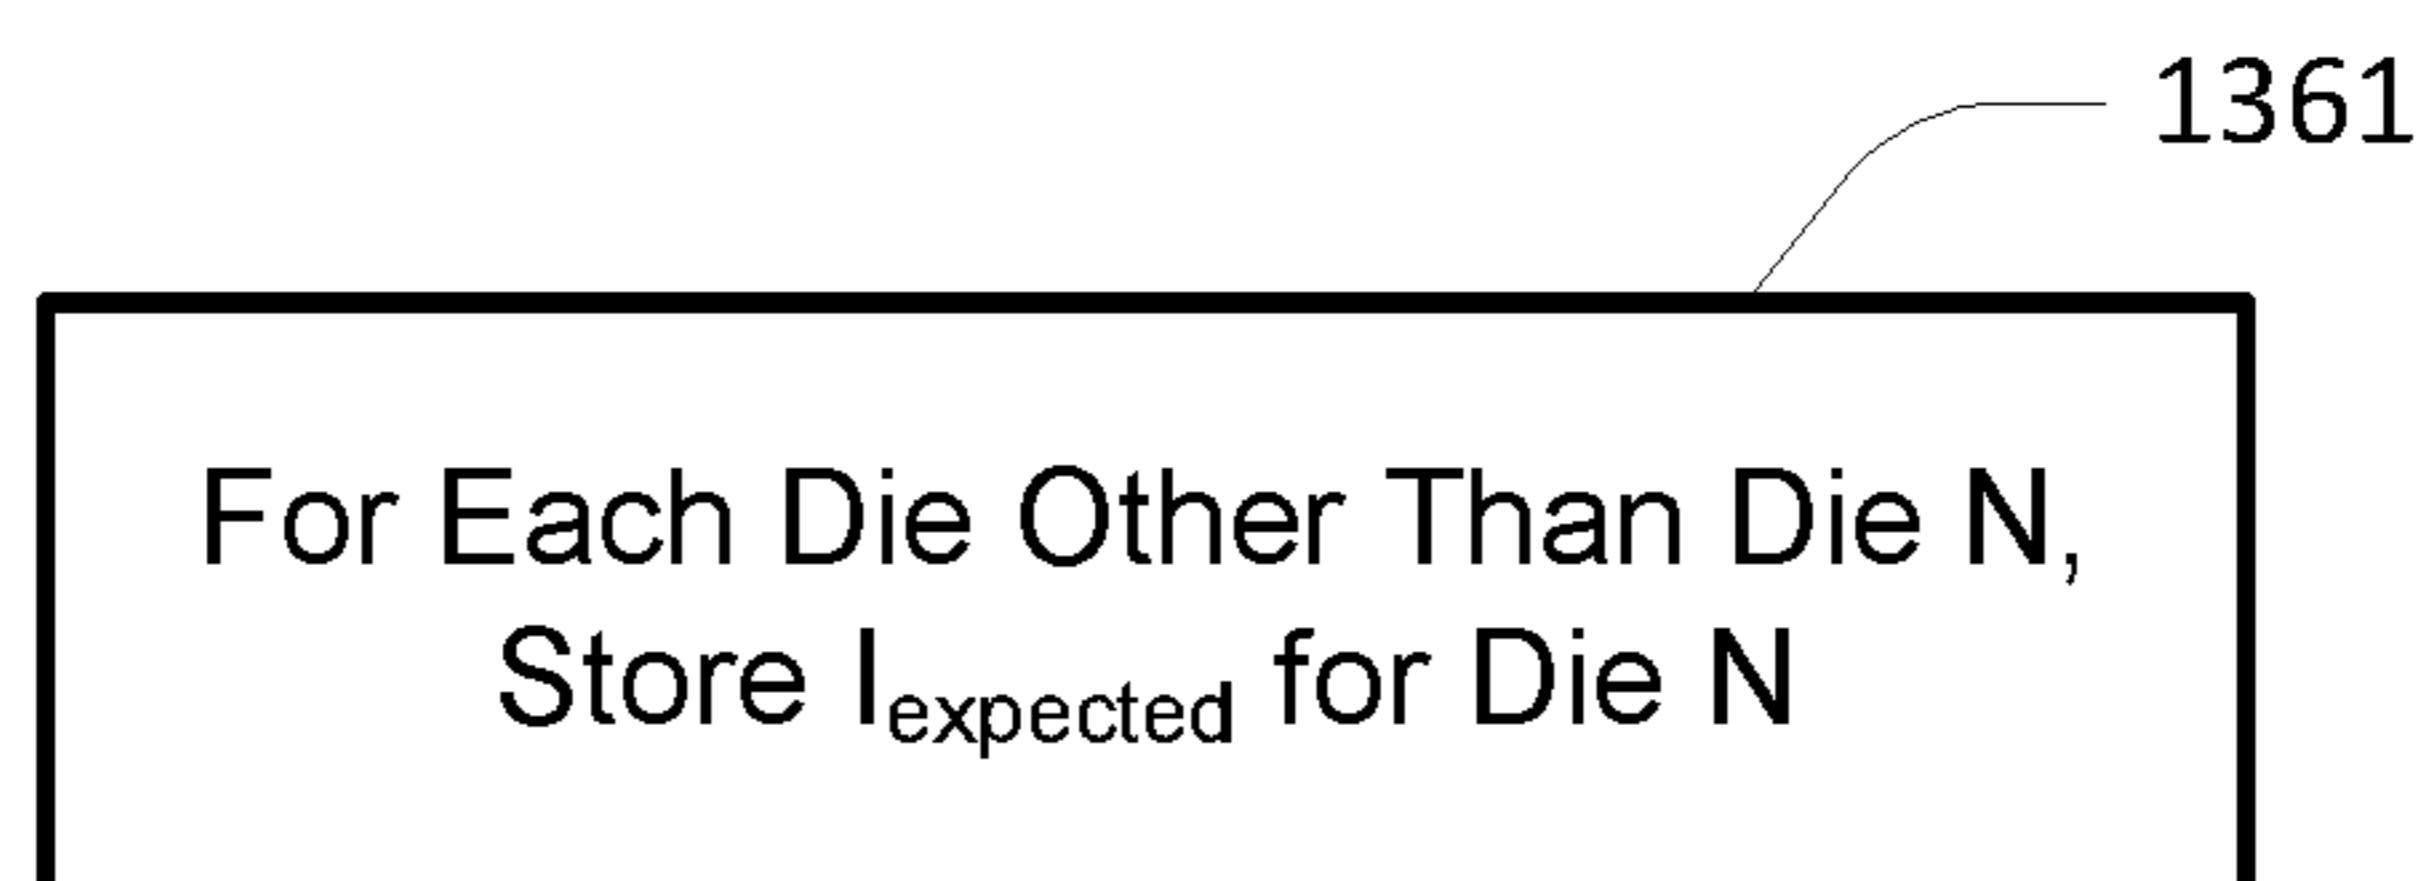 1361
For Each Die Other Than Die N,
Store Iexpected for Die N